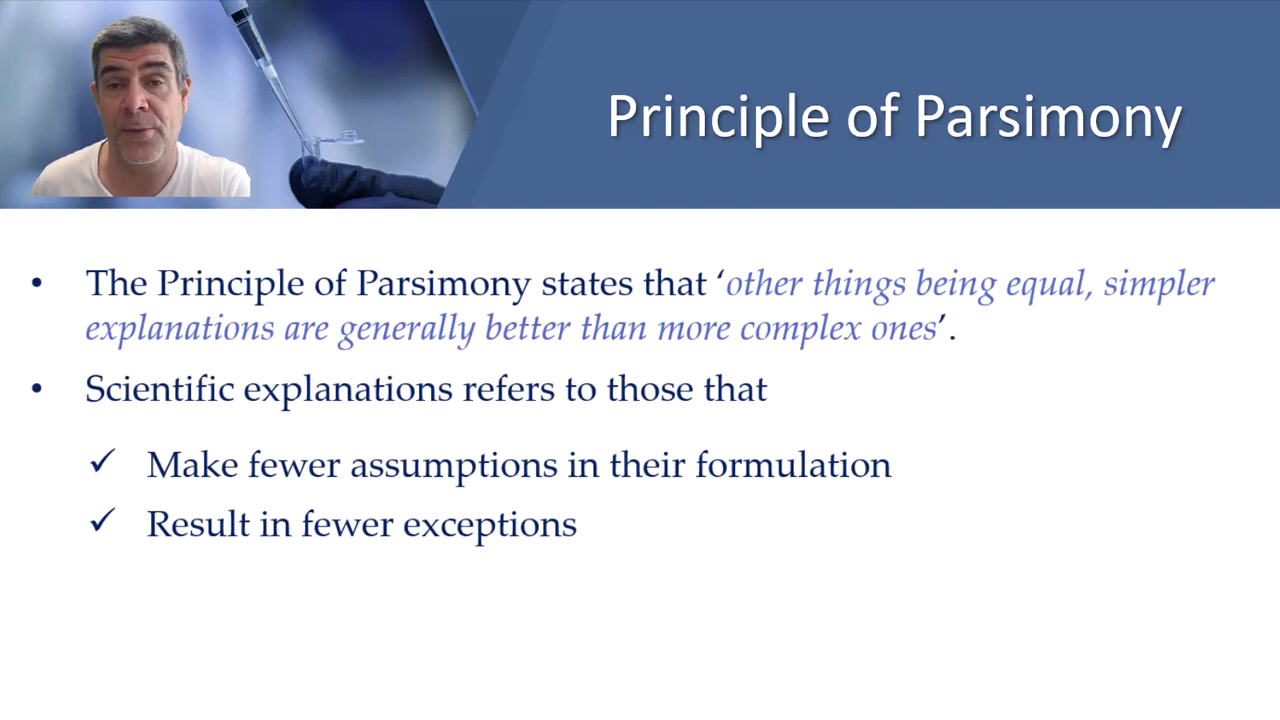 Principle of Parsimony
• The Principle of Parsimony states that ‘other things being equal, simpler
explanations are generally better than more complex ones’.
• Scientific explanations refers to those that
✓ Make fewer assumptions in their formulation
✓ Result in fewer exceptions